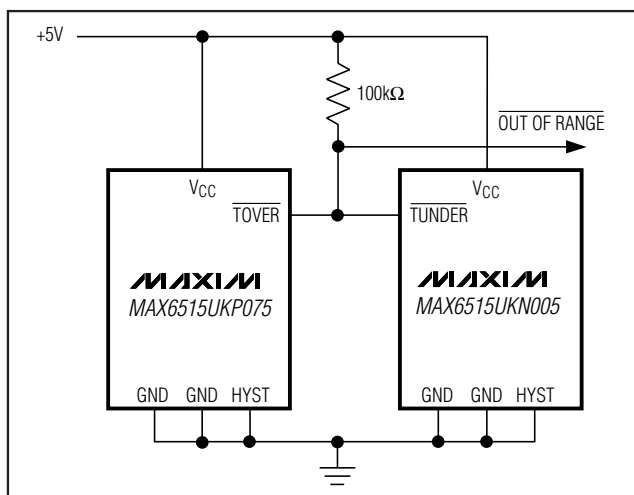 +5V
100kΩ
OUT OF RANGE
VCC
TOVER
MAXIM
MAX6515UKP075
GND GND HYST
VCC
TUNDER
MAXIM
MAX6515UKN005
GND GND HYST